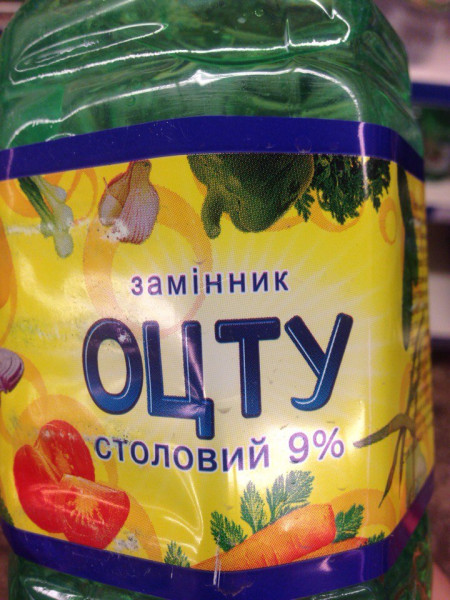 замінник
ОЦТУ
столовий 9%